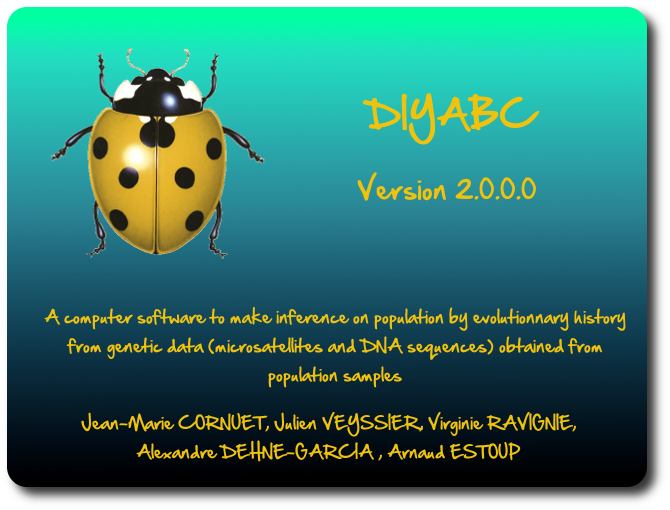 DIYABC
Version 2.0.0.0
A computer software to make inference on population by evolutionnary history
from genetic data (microsatellites and DNA sequences) obtained from
population samples
Jean-Marie CORNUET, Julien VEYSSIER, Virginie RAVIGNIE,
Alexandre DEHNE-GARCIA , Arnaud ESTOUP